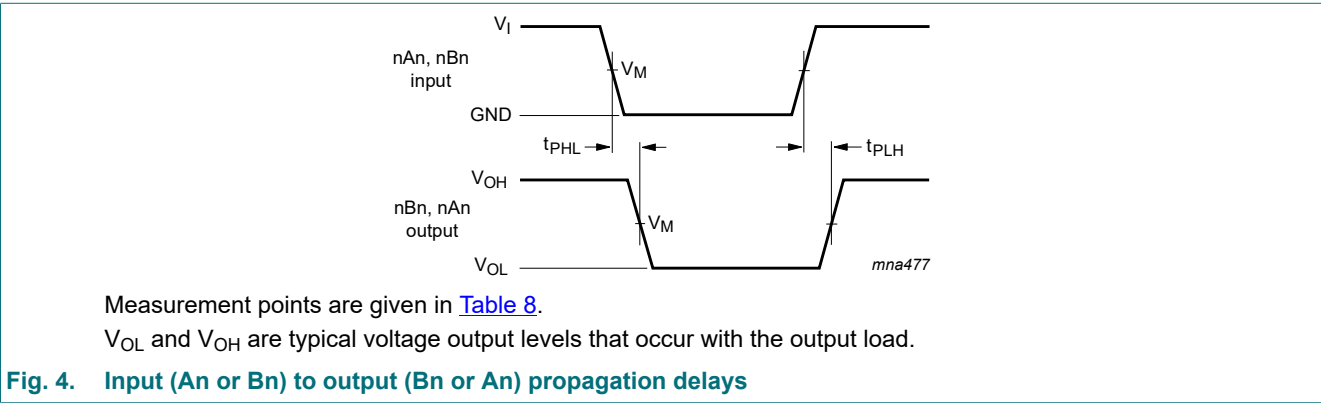 V_I
nAn, nBn
input
V_M
GND
t_PHL
t_PLH
V_OH
nBn, nAn
output
V_M
V_OL
mna477
Measurement points are given in Table 8.
V_OL and V_OH are typical voltage output levels that occur with the output load.
Fig. 4. Input (An or Bn) to output (Bn or An) propagation delays